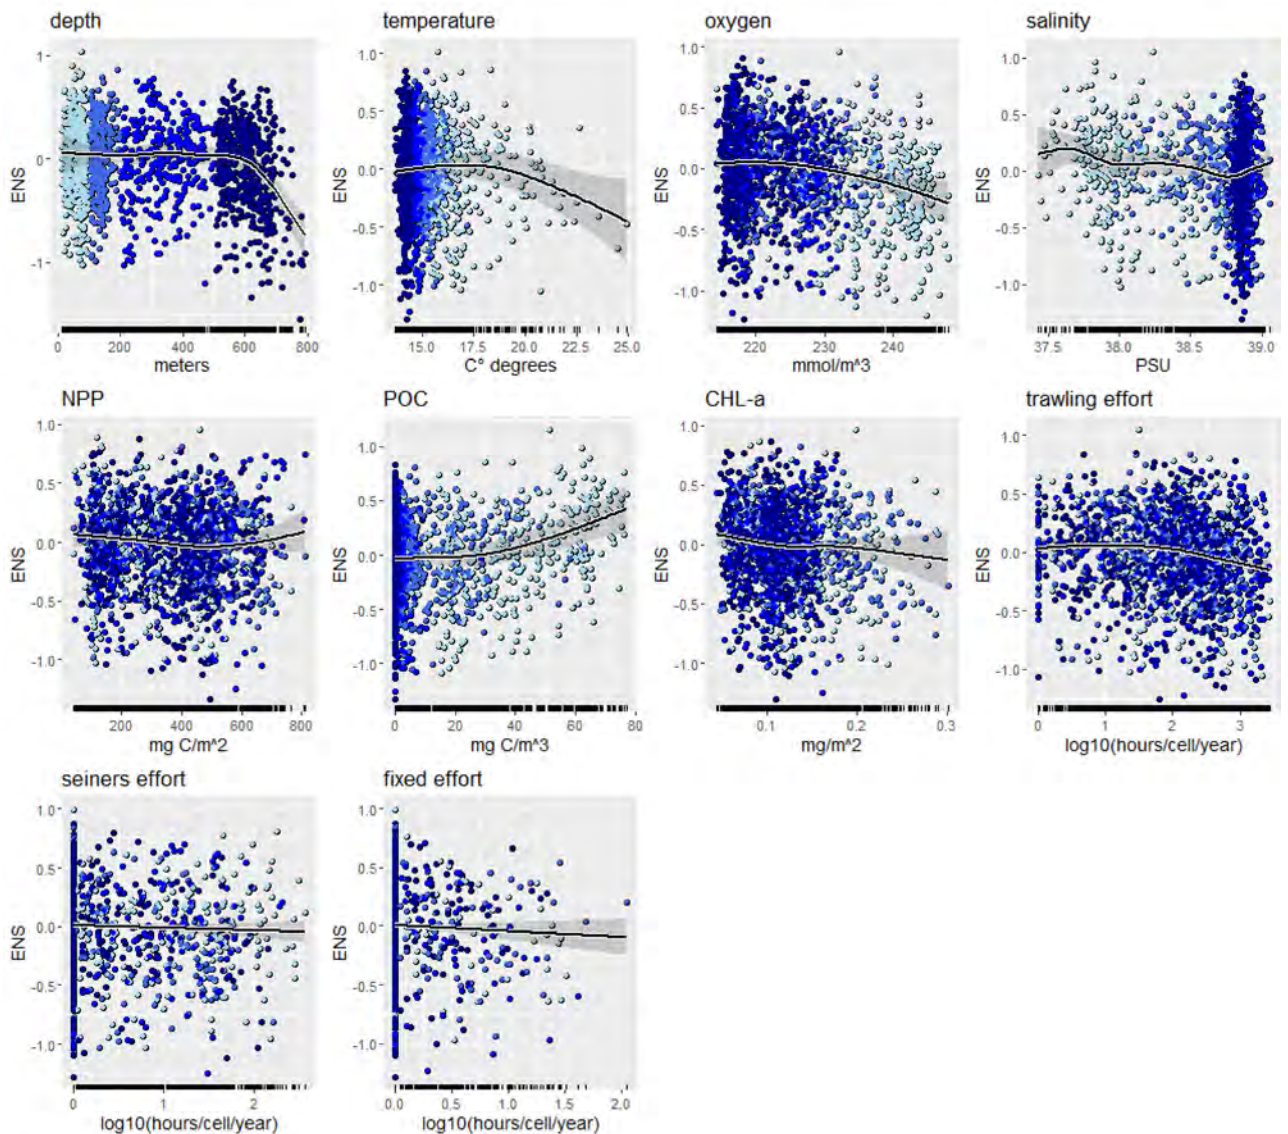 depth
temperature
oxygen
salinity
ENS
1
0
-1
0
200
400
600
800
meters
ENS
1.0
0.5
0.0
-0.5
-1.0
15.0
17.5
20.0
22.5
25.0
C° degrees
ENS
1.0
0.5
0.0
-0.5
-1.0
220
230
240
mmol/m^3
ENS
1.0
0.5
0.0
-0.5
-1.0
37.5
38.0
38.5
39.0
PSU
NPP
POC
CHL-a
trawling effort
ENS
1.0
0.5
0.0
-0.5
-1.0
200
400
600
800
mg C/m^2
ENS
1.0
0.5
0.0
-0.5
-1.0
0
20
40
60
80
mg C/m^3
ENS
1.0
0.5
0.0
-0.5
-1.0
0.1
0.2
0.3
mg/m^2
ENS
1.0
0.5
0.0
-0.5
-1.0
0
1
2
3
log10(hours/cell/year)
seiners effort
fixed effort
ENS
1.0
0.5
0.0
-0.5
-1.0
0
1
2
log10(hours/cell/year)
ENS
1.0
0.5
0.0
-0.5
-1.0
0.0
0.5
1.0
1.5
2.0
log10(hours/cell/year)